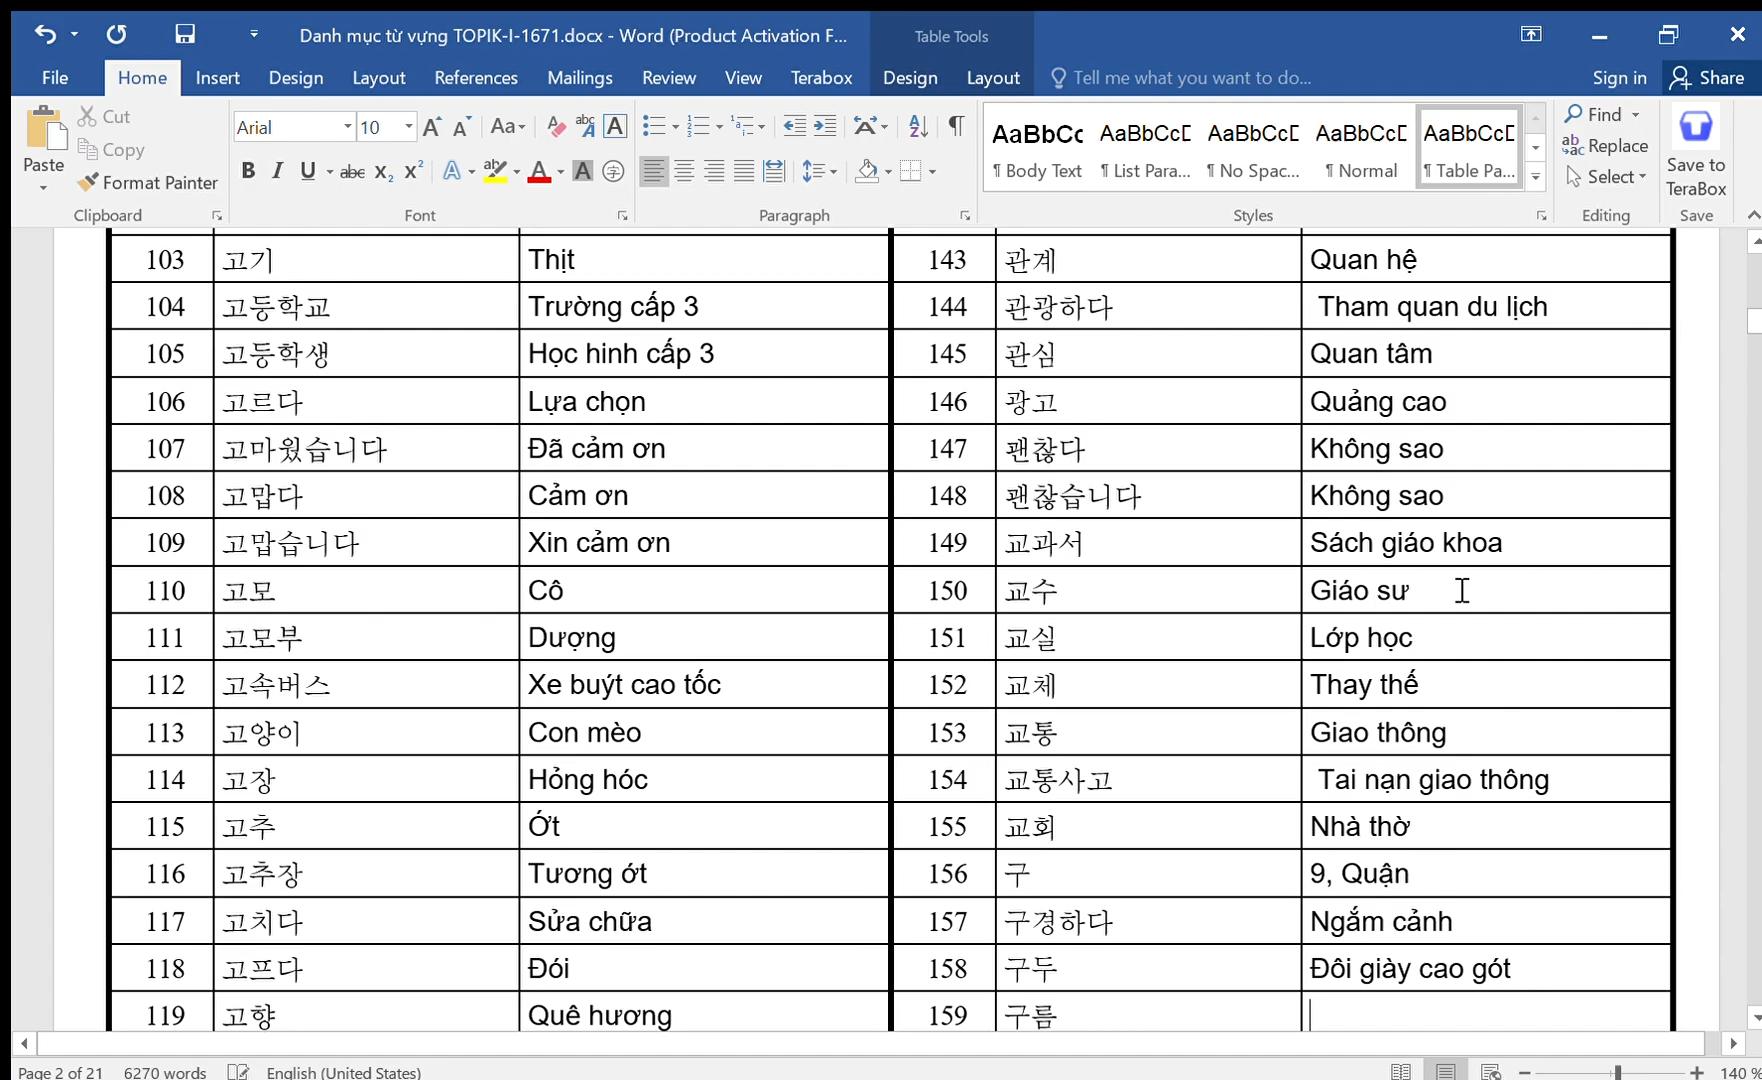 Danh mục từ vựng TOPIK-I-1671.docx - Word (Product Activation F...
Table Tools
File Home Insert Design Layout References Mailings Review View Terabox Design Layout Tell me what you want to do... Sign in Share
Paste
Cut
Copy
Format Painter
Clipboard
Arial 10
Font
Paragraph
AaBbCc AaBbCcD AaBbCcD AaBbCcD AaBbCcD
¶ Body Text ¶ List Para... ¶ No Spac... ¶ Normal ¶ Table Pa...
Styles
Find
Replace
Select
Editing
Save to
TeraBox
Save
103 고기 Thịt 143 관계 Quan hệ
104 고등학교 Trường cấp 3 144 관광하다 Tham quan du lịch
105 고등학생 Học hinh cấp 3 145 관심 Quan tâm
106 고르다 Lựa chọn 146 광고 Quảng cao
107 고마웠습니다 Đã cảm ơn 147 괜찮다 Không sao
108 고맙다 Cảm ơn 148 괜찮습니다 Không sao
109 고맙습니다 Xin cảm ơn 149 교과서 Sách giáo khoa
110 고모 Cô 150 교수 Giáo sư
111 고모부 Dượng 151 교실 Lớp học
112 고속버스 Xe buýt cao tốc 152 교체 Thay thế
113 고양이 Con mèo 153 교통 Giao thông
114 고장 Hỏng hóc 154 교통사고 Tai nạn giao thông
115 고추 Ớt 155 교회 Nhà thờ
116 고추장 Tương ớt 156 구 9, Quận
117 고치다 Sửa chữa 157 구경하다 Ngắm cảnh
118 고프다 Đói 158 구두 Đôi giày cao gót
119 고향 Quê hương 159 구름
Page 2 of 21 6270 words English (United States) 140 %